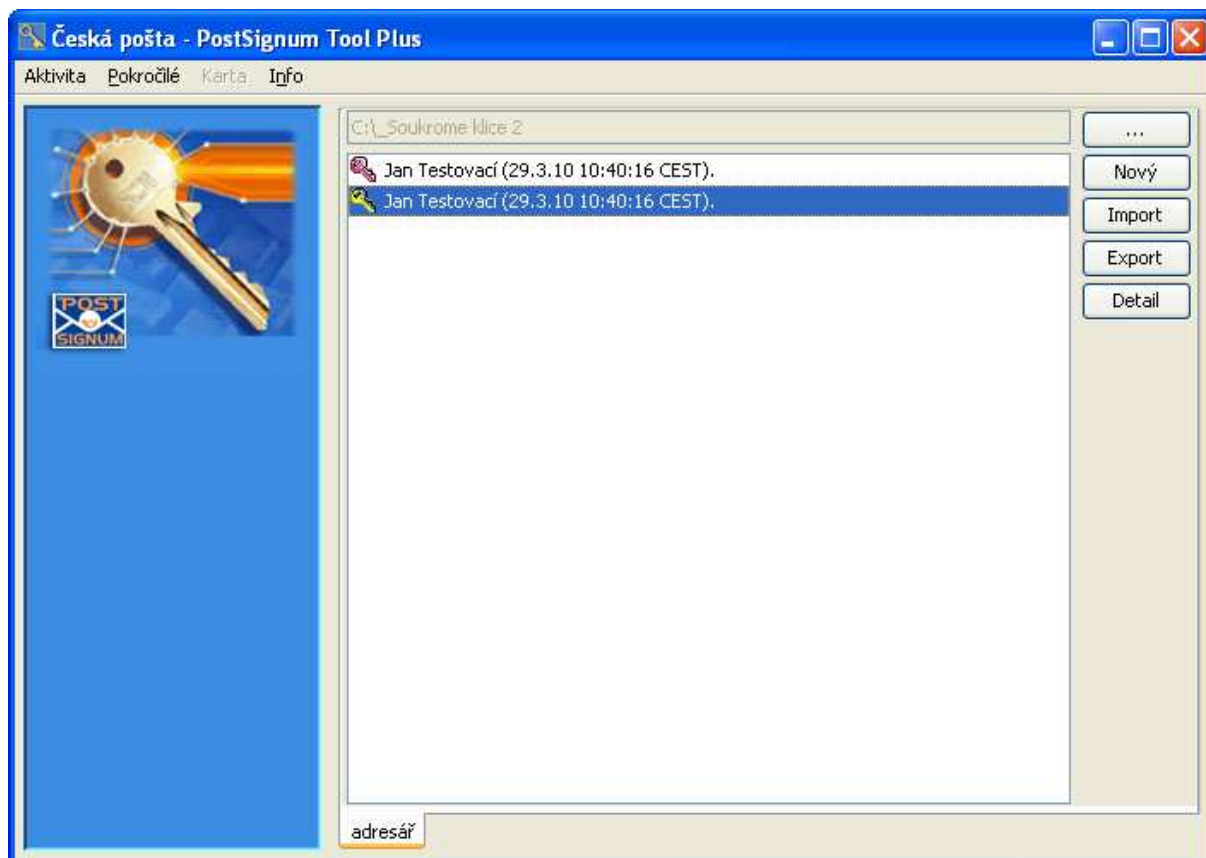 Česká pošta - PostSignum Tool Plus
Aktivita Pokročilé Karta Info
C:\_Soukrome klice 2
...
Jan Testovací (29.3.10 10:40:16 CEST).
Nový
Jan Testovací (29.3.10 10:40:16 CEST).
Import
Export
Detail
POST
SIGNUM
adresář